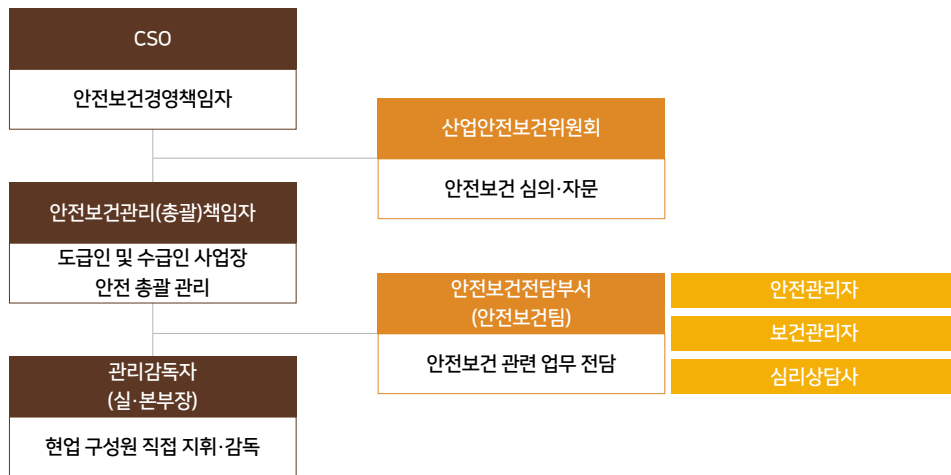 CSO
안전보건경영책임자
산업안전보건위원회
안전보건 심의·자문
안전보건관리(총괄)책임자
도급인 및 수급인 사업장
안전 총괄 관리
안전보건전담부서
(안전보건팀)
안전보건 관련 업무 전담
안전관리자
보건관리자
심리상담사
관리감독자
(실·본부장)
현업 구성원 직접 지휘·감독